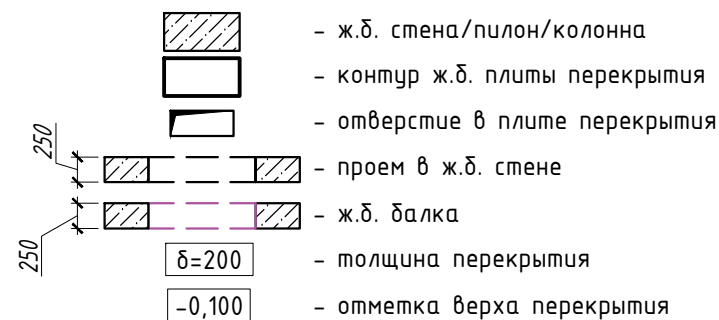 - ж.б. стена/пилон/колонна
- контур ж.б. плиты перекрытия
- отверстие в плите перекрытия
250 - проем в ж.б. стене
250 - ж.б. балка
δ=200 - толщина перекрытия
-0,100 - отметка верха перекрытия